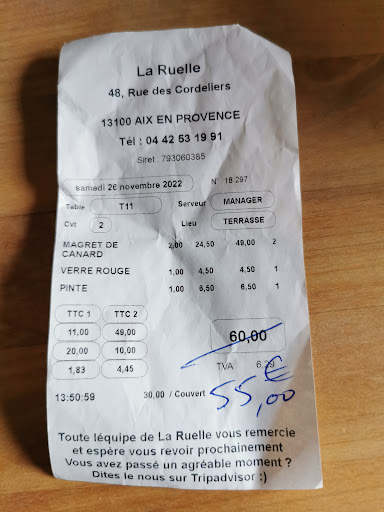 La Ruelle
48, Rue des Cordeliers
13100 AIX EN PROVENCE
Tél : 04 42 53 19 91
Siret : 793060385
samedi 26 novembre 2022 N° 18 297
Table T11 Serveur MANAGER
Cvt 2 Lieu TERRASSE
MAGRET DE CANARD 2,00 24,50 49,00 2
VERRE ROUGE 1,00 4,50 4,50 1
PINTE 1,00 6,50 6,50 1
TTC 1 TTC 2
11,00 49,00 60,00
20,00 10,00
1,83 4,45 TVA 6,29
55,00 €
13:50:59 30,00 / Couvert
Toute léquipe de La Ruelle vous remercie
et espère vous revoir prochainement
Vous avez passé un agréable moment ?
Dites le nous sur Tripadvisor :)